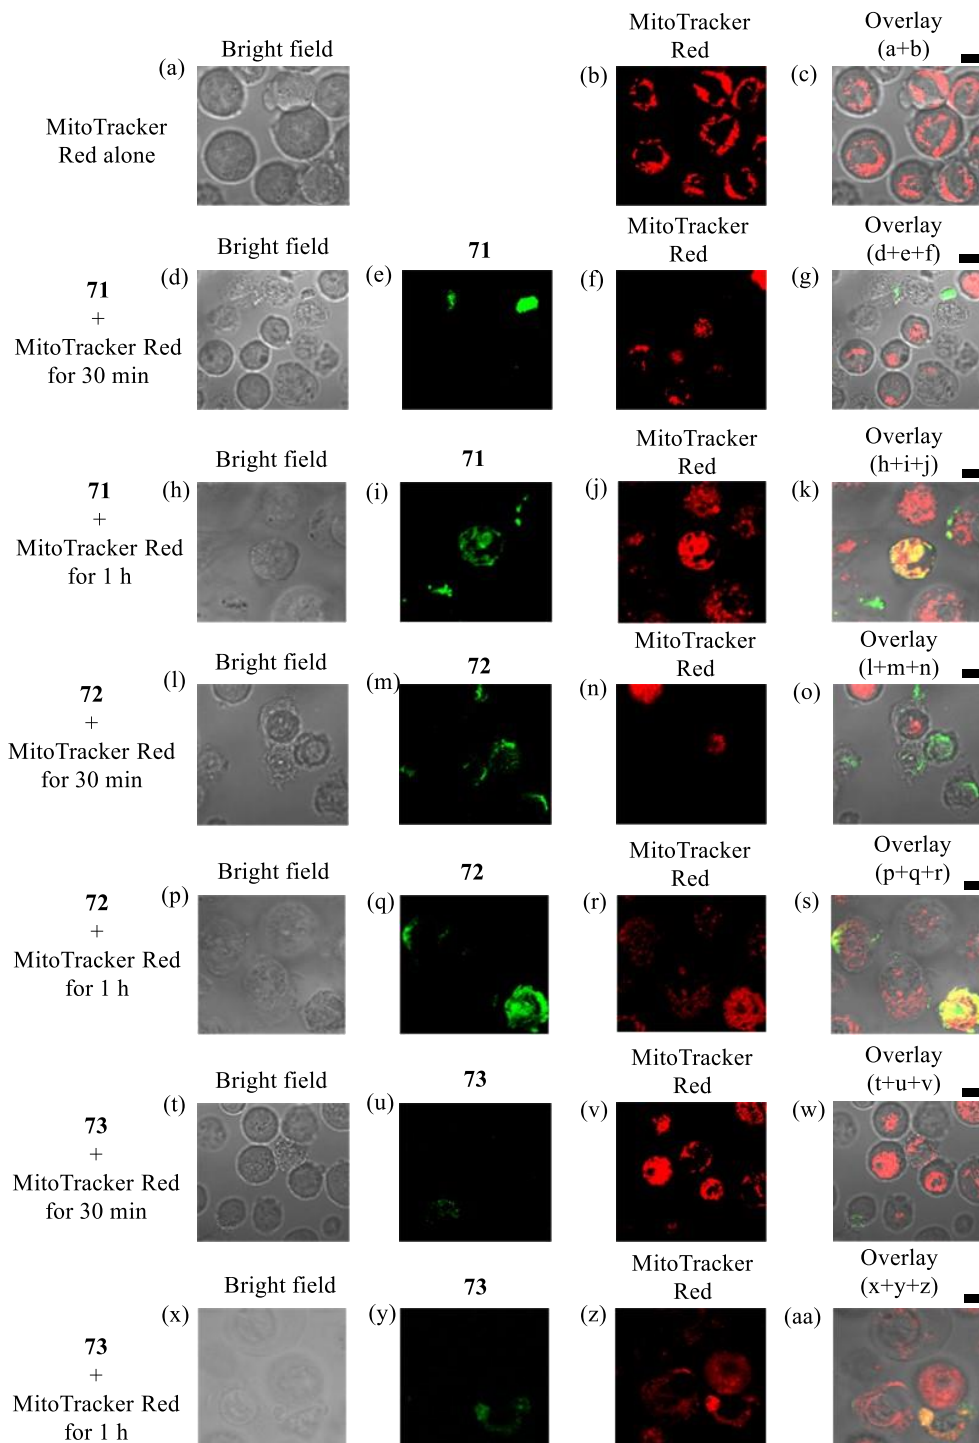 Bright field
MitoTracker
Red
Overlay
(a+b)
(a)
(b)
(c)
MitoTracker
Red alone
Bright field
71
MitoTracker
Red
Overlay
(d+e+f)
(d)
(e)
(f)
(g)
71
+
MitoTracker Red
for 30 min
Bright field
71
MitoTracker
Red
Overlay
(h+i+j)
(h)
(i)
(j)
(k)
71
+
MitoTracker Red
for 1 h
Bright field
72
MitoTracker
Red
Overlay
(l+m+n)
(l)
(m)
(n)
(o)
72
+
MitoTracker Red
for 30 min
Bright field
72
MitoTracker
Red
Overlay
(p+q+r)
(p)
(q)
(r)
(s)
72
+
MitoTracker Red
for 1 h
Bright field
73
MitoTracker
Red
Overlay
(t+u+v)
(t)
(u)
(v)
(w)
73
+
MitoTracker Red
for 30 min
Bright field
73
MitoTracker
Red
Overlay
(x+y+z)
(x)
(y)
(z)
(aa)
73
+
MitoTracker Red
for 1 h